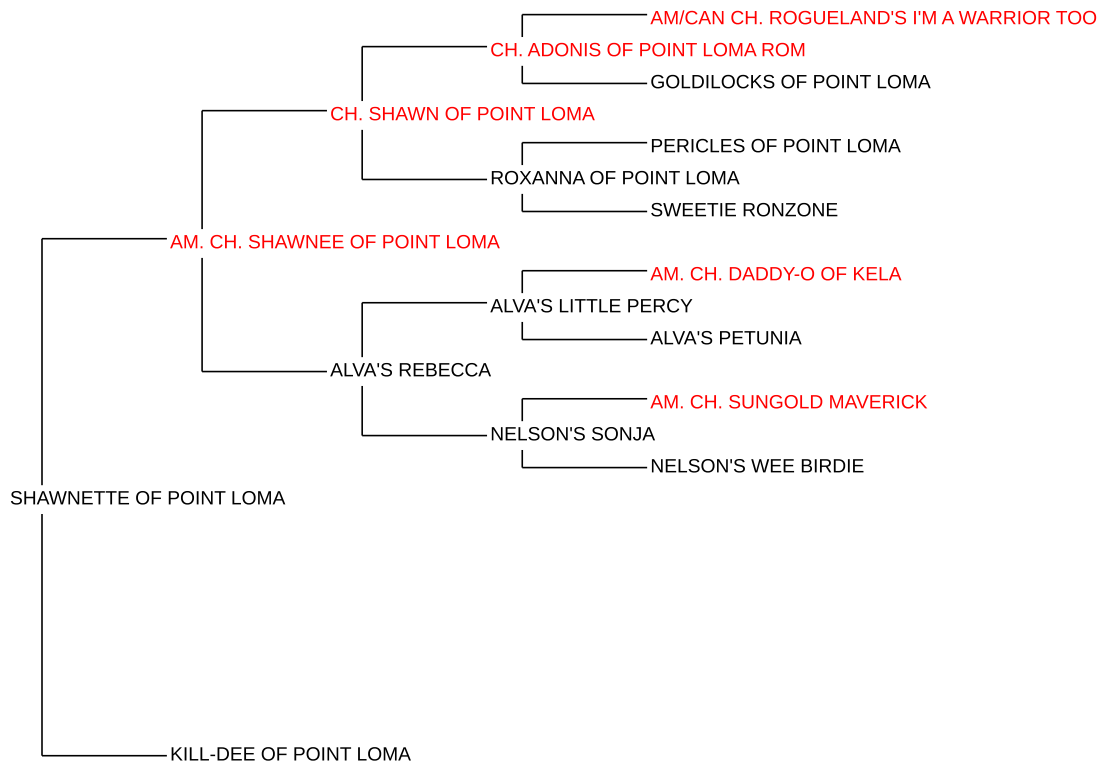 AM/CAN CH. ROGUELAND'S I'M A WARRIOR TOO
CH. ADONIS OF POINT LOMA ROM
GOLDILOCKS OF POINT LOMA
CH. SHAWN OF POINT LOMA
PERICLES OF POINT LOMA
ROXANNA OF POINT LOMA
SWEETIE RONZONE
AM. CH. SHAWNEE OF POINT LOMA
AM. CH. DADDY-O OF KELA
ALVA'S LITTLE PERCY
ALVA'S PETUNIA
ALVA'S REBECCA
AM. CH. SUNGOLD MAVERICK
NELSON'S SONJA
NELSON'S WEE BIRDIE
SHAWNETTE OF POINT LOMA
KILL-DEE OF POINT LOMA